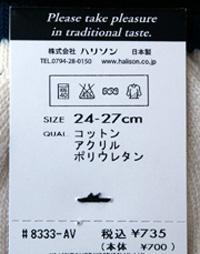 Please take pleasure
in traditional taste.
株式会社 ハリソン 日本製
TEL.0794-28-0150 www.halison.co.jp
SIZE 24-27cm
QUAL. コットン
アクリル
ポリウレタン
#8333-AV 税込 ¥735
(本体 ¥700)